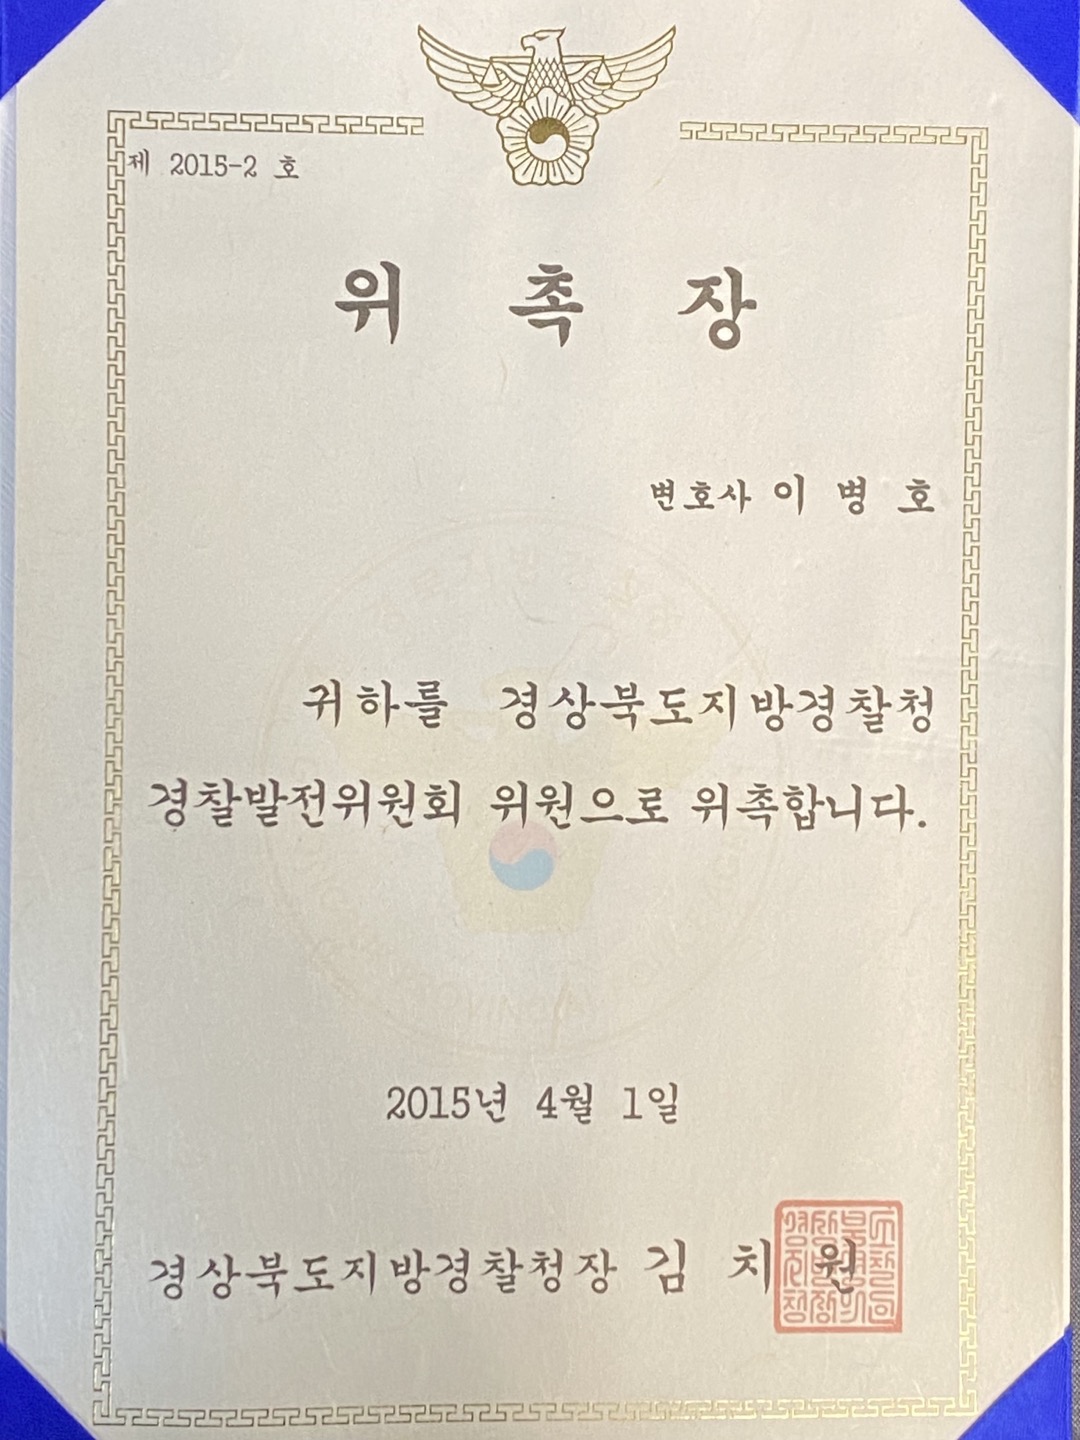 제 2015-2 호
위 촉 장
변호사 이 병 호
귀하를 경상북도지방경찰청
경찰발전위원회 위원으로 위촉합니다.
2015년 4월 1일
경상북도지방경찰청장 김 치 원